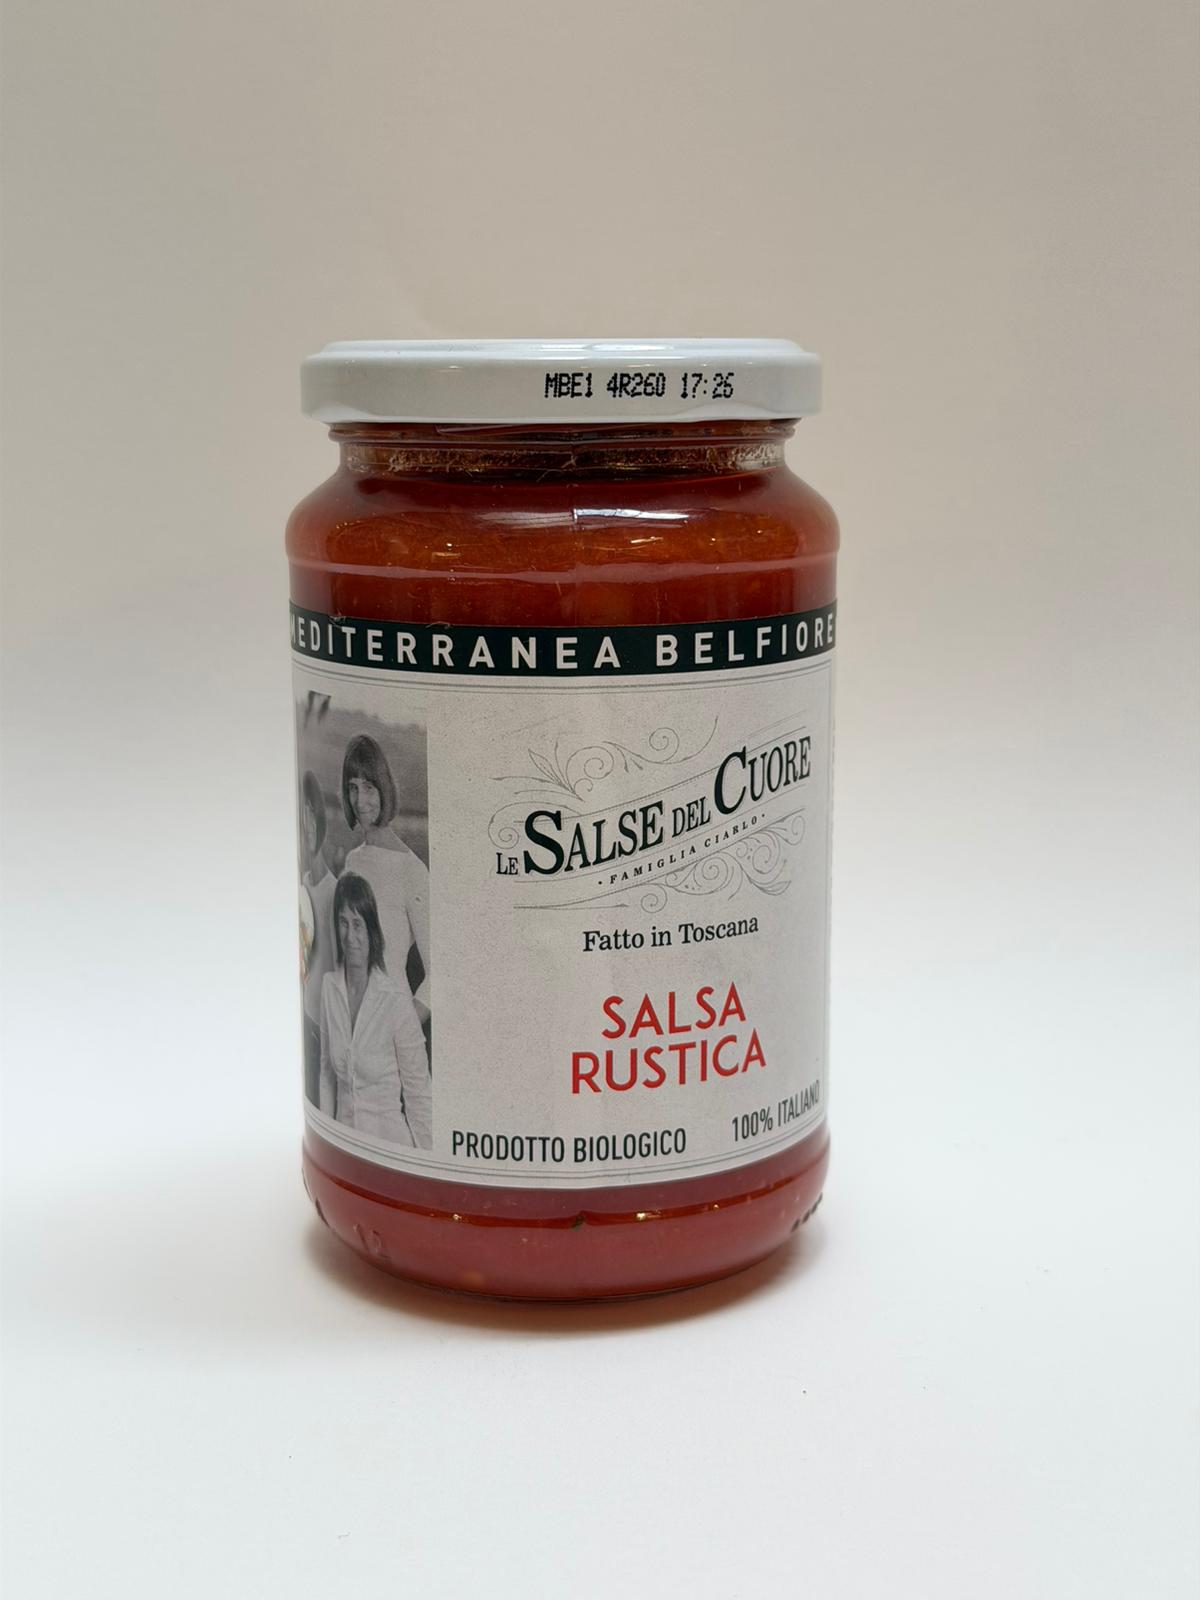 MBE1 4R260 17:26
MEDITERRANEA BELFIORE
LE SALSE DEL CUORE
· FAMIGLIA CIARLO ·
Fatto in Toscana
SALSA
RUSTICA
PRODOTTO BIOLOGICO
100% ITALIANO